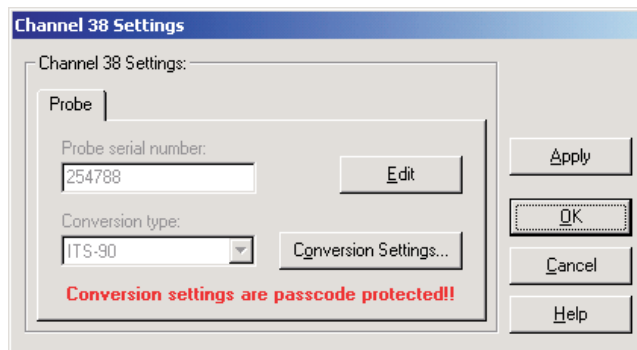 Channel 38 Settings
Channel 38 Settings:
Probe
Probe serial number:
254788
Edit
Conversion type:
ITS-90
Conversion Settings...
Conversion settings are passcode protected!!
Apply
OK
Cancel
Help